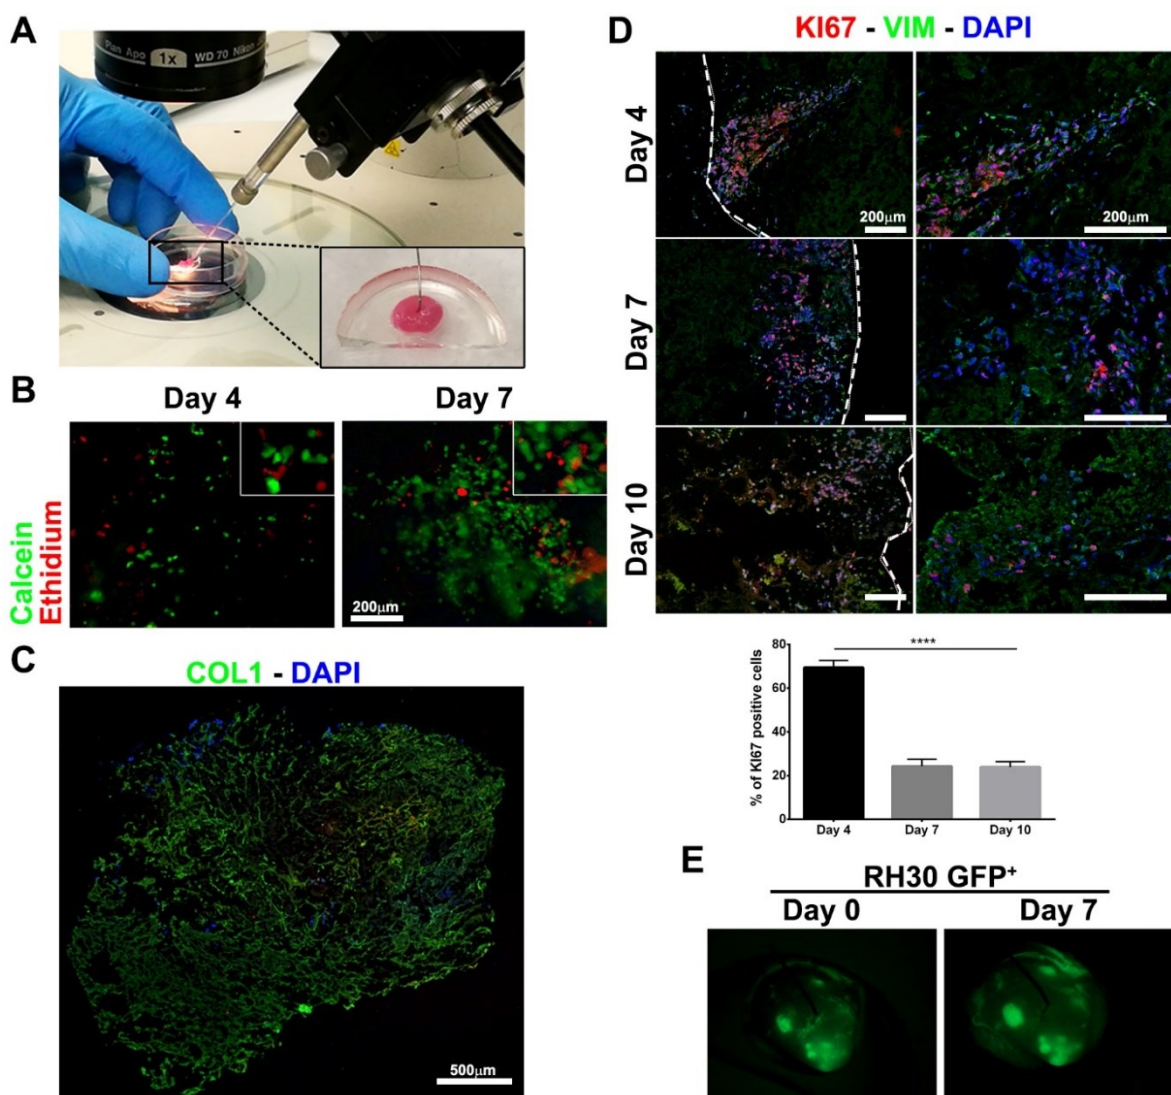 A
Plan Apo 1x WD 70 Nikon
B
Day 4 Day 7
Calcein
Ethidium
200μm
C
COL1 - DAPI
500μm
D
KI67 - VIM - DAPI
Day 4
200μm 200μm
Day 7
Day 10
****
% of KI67 positive cells
80
60
40
20
0
Day 4 Day 7 Day 10
E
RH30 GFP⁺
Day 0 Day 7